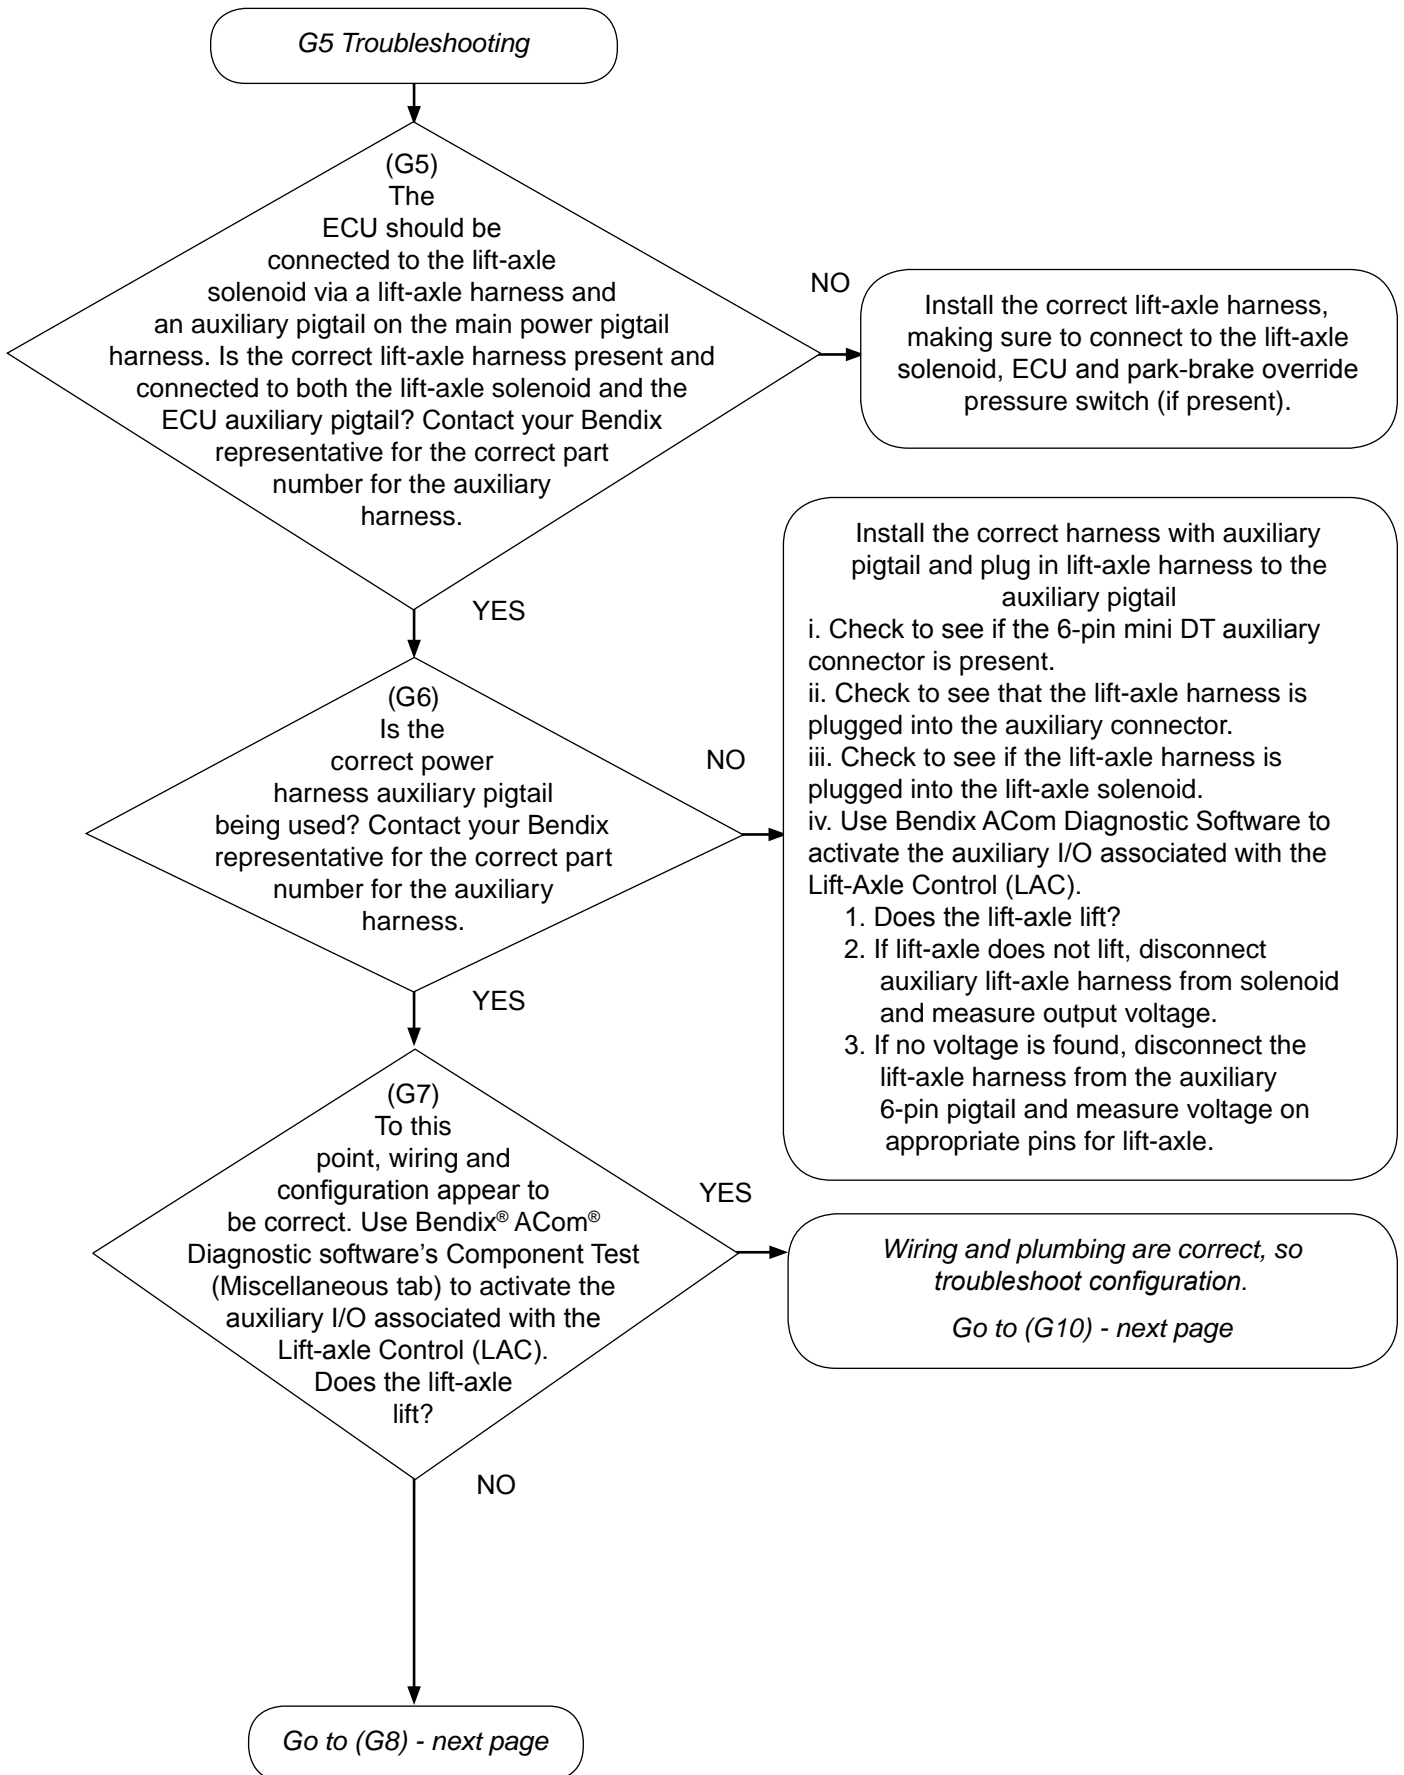 G5 Troubleshooting
(G5)
The
ECU should be
connected to the lift-axle
solenoid via a lift-axle harness and
an auxiliary pigtail on the main power pigtail
harness. Is the correct lift-axle harness present and
connected to both the lift-axle solenoid and the
ECU auxiliary pigtail? Contact your Bendix
representative for the correct part
number for the auxiliary
harness.
NO
Install the correct lift-axle harness,
making sure to connect to the lift-axle
solenoid, ECU and park-brake override
pressure switch (if present).
YES
(G6)
Is the
correct power
harness auxiliary pigtail
being used? Contact your Bendix
representative for the correct part
number for the auxiliary
harness.
NO
Install the correct harness with auxiliary
pigtail and plug in lift-axle harness to the
auxiliary pigtail
i. Check to see if the 6-pin mini DT auxiliary
connector is present.
ii. Check to see that the lift-axle harness is
plugged into the auxiliary connector.
iii. Check to see if the lift-axle harness is
plugged into the lift-axle solenoid.
iv. Use Bendix ACom Diagnostic Software to
activate the auxiliary I/O associated with the
Lift-Axle Control (LAC).
1. Does the lift-axle lift?
2. If lift-axle does not lift, disconnect
auxiliary lift-axle harness from solenoid
and measure output voltage.
3. If no voltage is found, disconnect the
lift-axle harness from the auxiliary
6-pin pigtail and measure voltage on
appropriate pins for lift-axle.
YES
(G7)
To this
point, wiring and
configuration appear to
be correct. Use Bendix® ACom®
Diagnostic software's Component Test
(Miscellaneous tab) to activate the
auxiliary I/O associated with the
Lift-axle Control (LAC).
Does the lift-axle
lift?
YES
Wiring and plumbing are correct, so
troubleshoot configuration.
Go to (G10) - next page
NO
Go to (G8) - next page